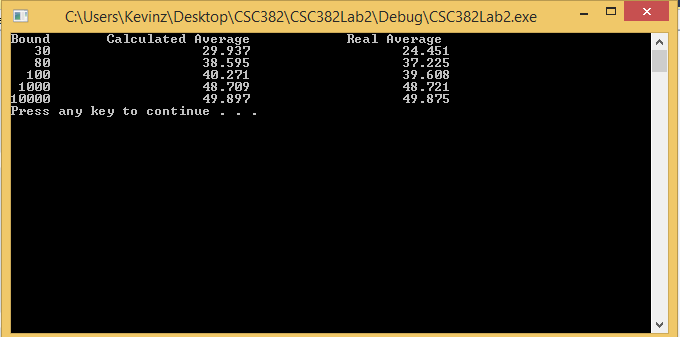 C:\Users\Kevinz\Desktop\CSC382\CSC382Lab2\Debug\CSC382Lab2.exe
Bound Calculated Average Real Average
30 29.937 24.451
80 38.595 37.225
100 40.271 39.608
1000 48.709 48.721
10000 49.897 49.875
Press any key to continue . . .